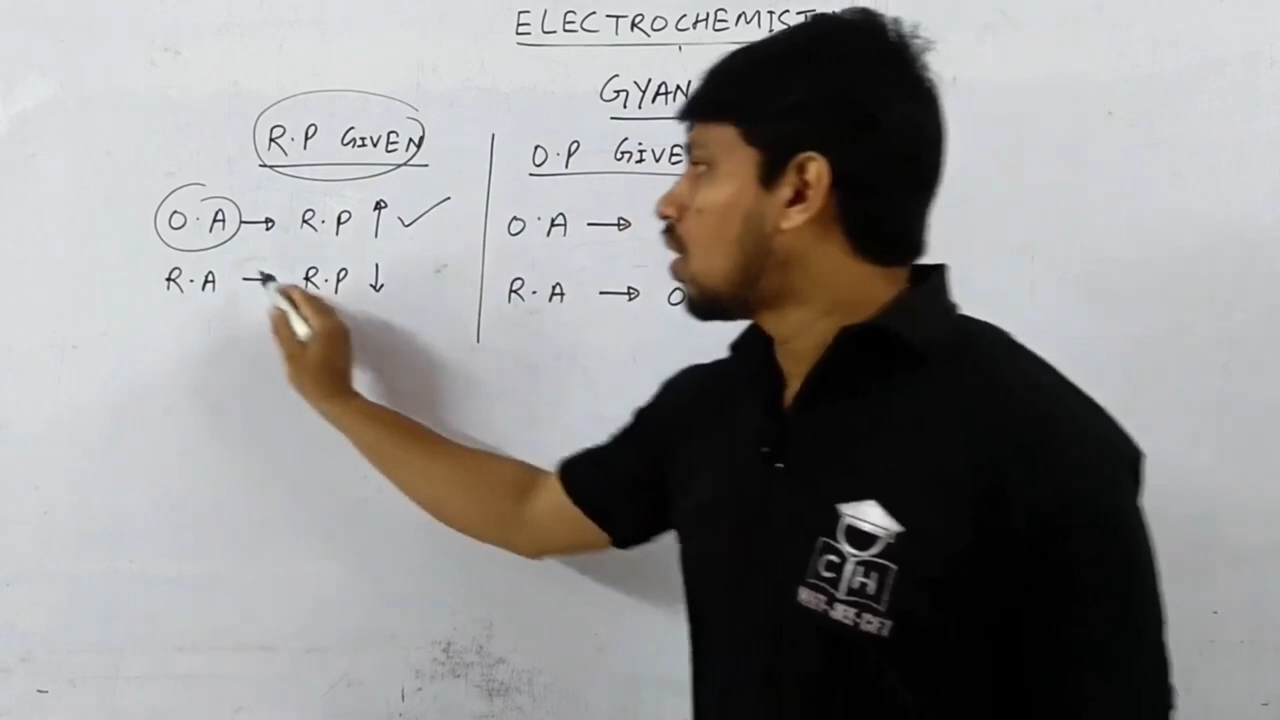 ELECTROCHEMIST
GYAN
R.P GIVEN
O.A → R.P ↑ ✓
R.A → R.P ↓
O.P GIVE
O.A →
R.A → O
C H